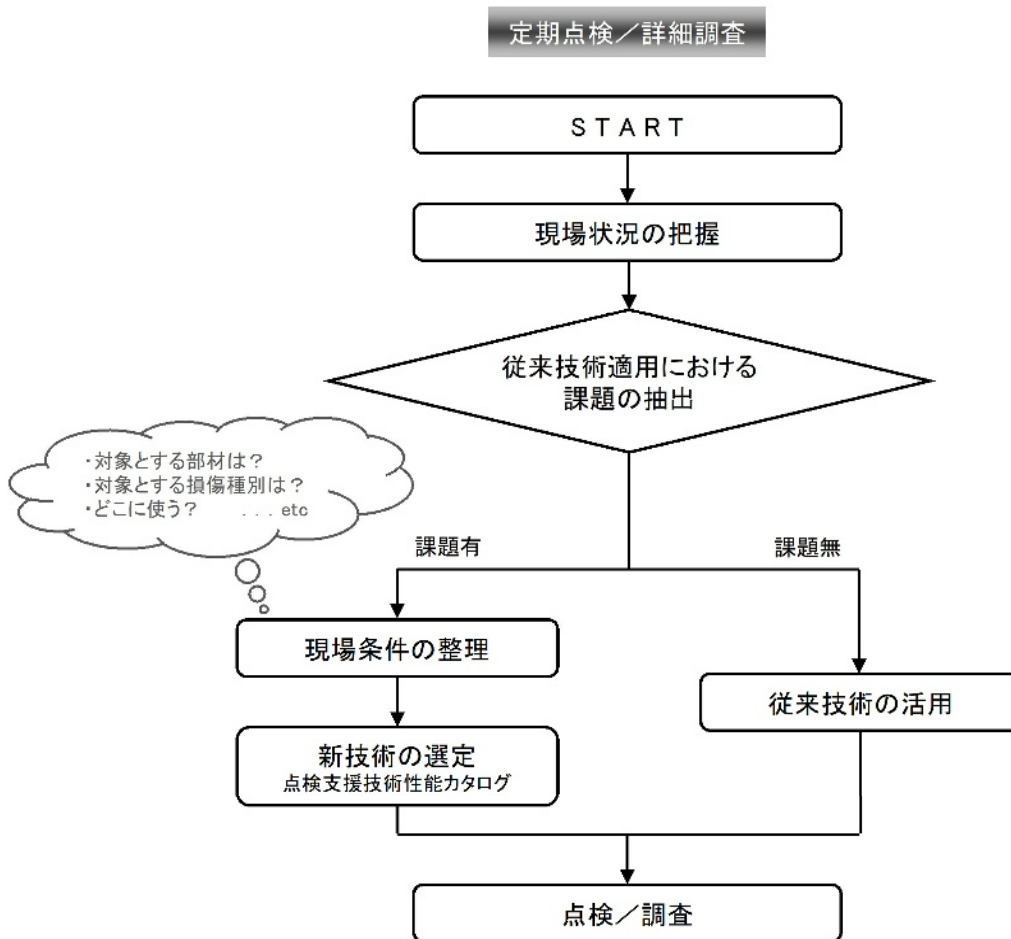 定期点検／詳細調査
ＳＴＡＲＴ
現場状況の把握
従来技術適用における
課題の抽出
・対象とする部材は？
・対象とする損傷種別は？
・どこに使う？　　．．．etc
課題有
課題無
現場条件の整理
従来技術の活用
新技術の選定
点検支援技術性能カタログ
点検／調査